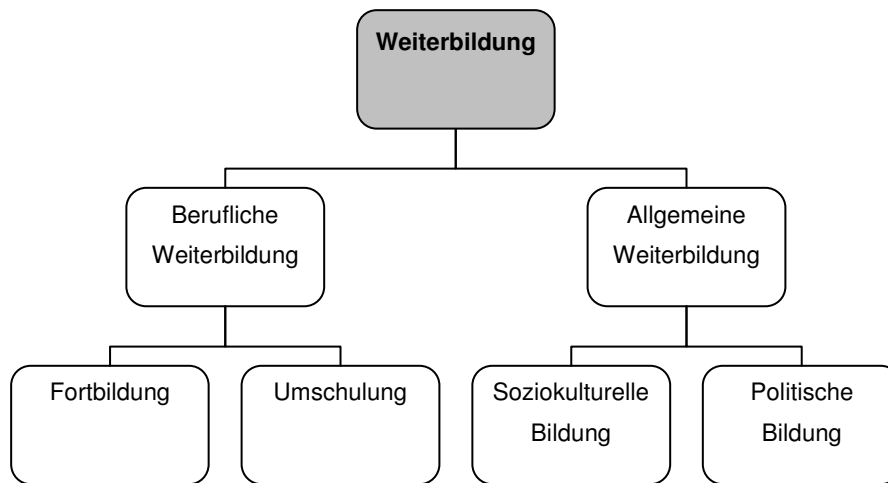 Weiterbildung
Berufliche
Weiterbildung
Allgemeine
Weiterbildung
Fortbildung
Umschulung
Soziokulturelle
Bildung
Politische
Bildung